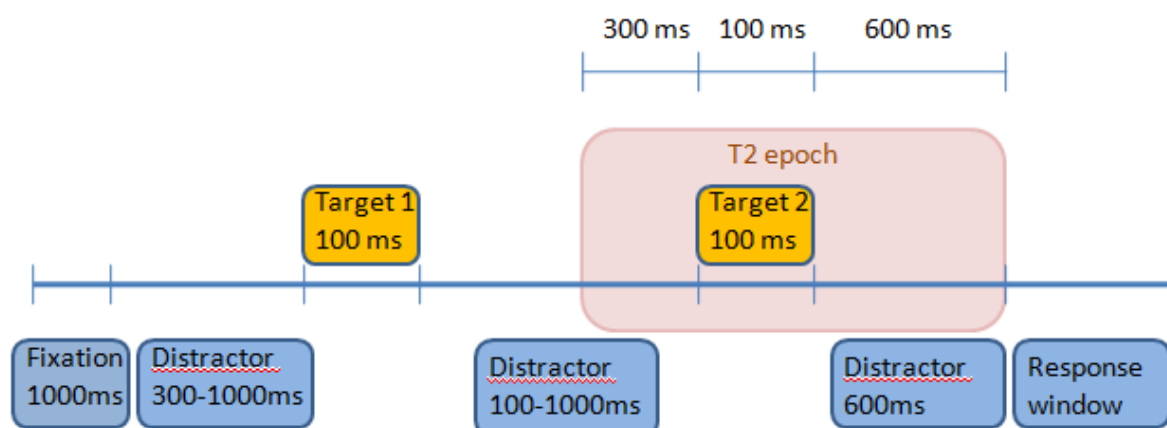 300 ms 100 ms 600 ms
T2 epoch
Target 1
100 ms
Target 2
100 ms
Fixation
1000ms
Distractor
300-1000ms
Distractor
100-1000ms
Distractor
600ms
Response
window